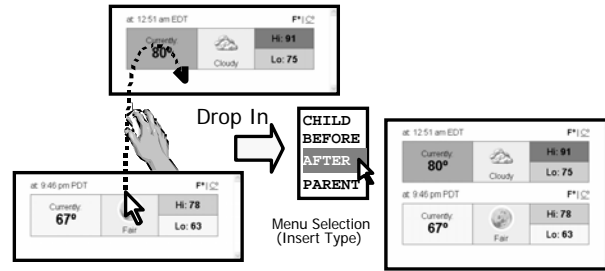 at: 12:51 am EDT F°|C°
Currently: 80° Cloudy Hi: 91 Lo: 75
Drop In
CHILD
BEFORE
AFTER
PARENT
Menu Selection
(Insert Type)
at: 9:46 pm PDT F°|C°
Currently: 67° Fair Hi: 78 Lo: 63
at: 12:51 am EDT F°|C°
Currently: 80° Cloudy Hi: 91 Lo: 75
at: 9:46 pm PDT F°|C°
Currently: 67° Fair Hi: 78 Lo: 63